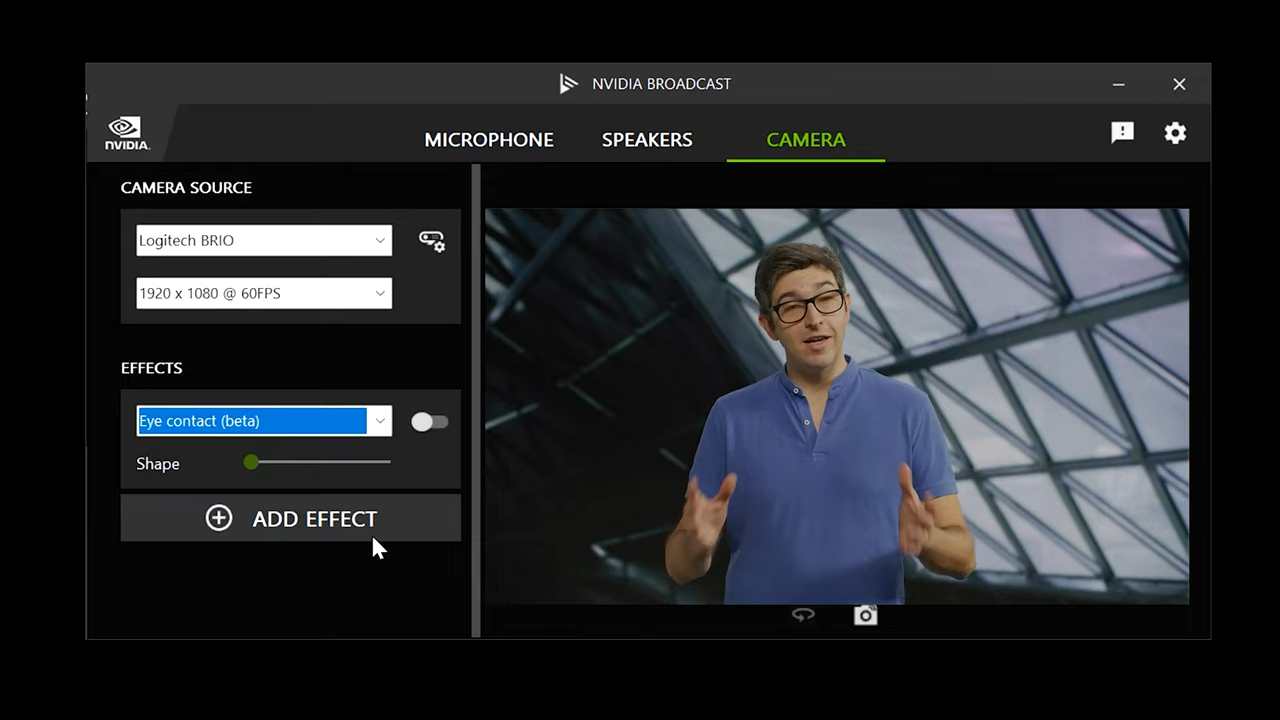 NVIDIA BROADCAST
NVIDIA.
MICROPHONE
SPEAKERS
CAMERA
CAMERA SOURCE
Logitech BRIO
1920 x 1080 @ 60FPS
EFFECTS
Eye contact (beta)
Shape
ADD EFFECT